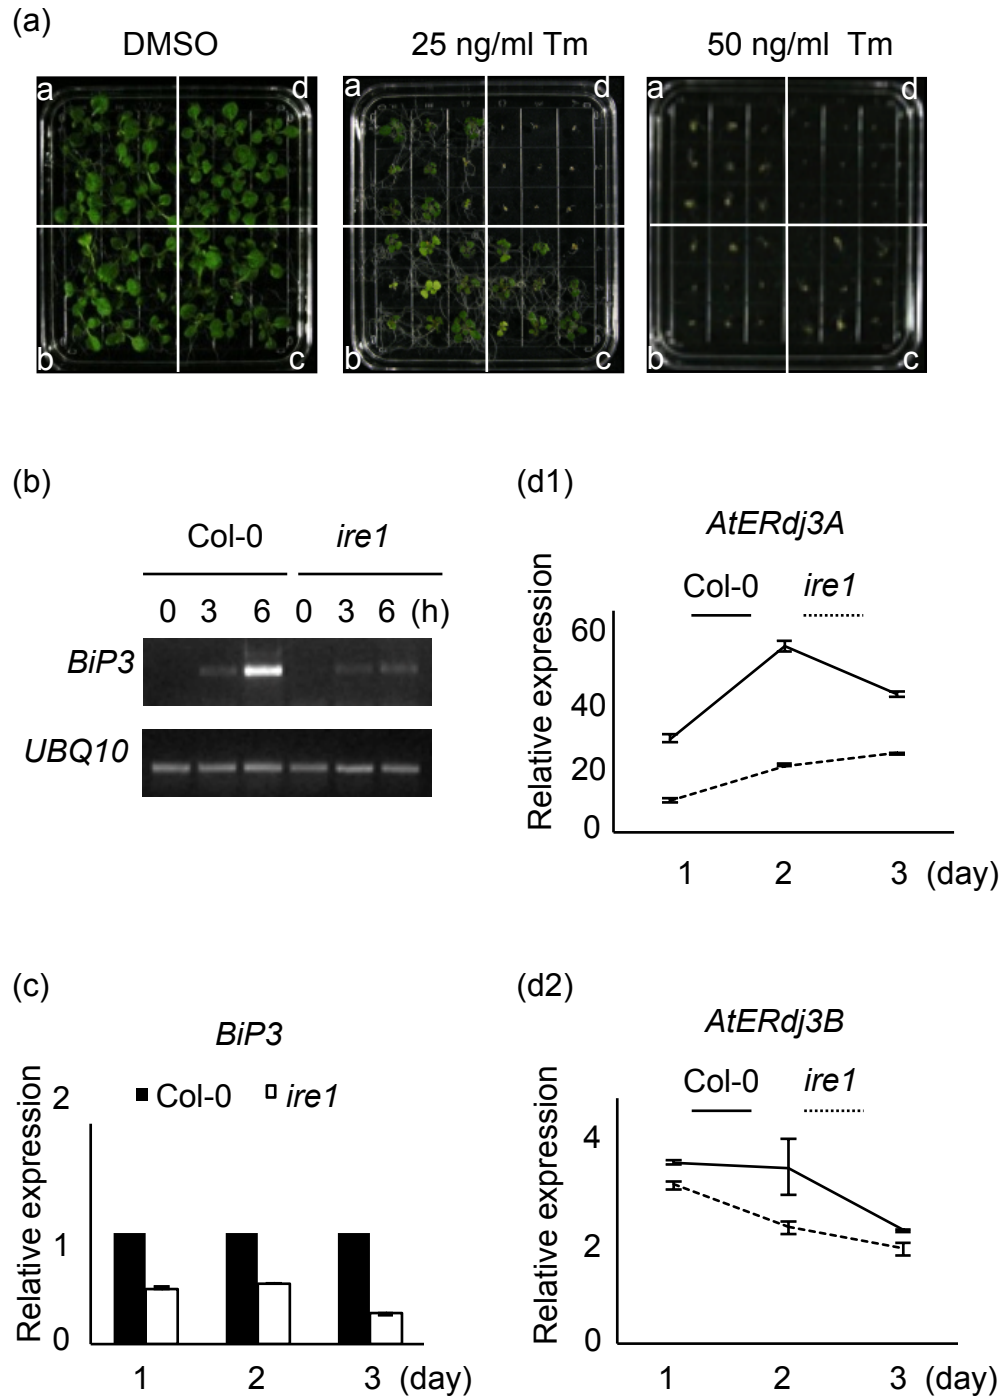 (a)
DMSO
25 ng/ml Tm
50 ng/ml Tm
a
d
b
c
a
d
b
c
a
d
b
c
(b)
Col-0
ire1
0 3 6 0 3 6 (h)
BiP3
UBQ10
(c)
BiP3
Col-0
ire1
Relative expression
2
1
0
1 2 3 (day)
(d1)
AtERdj3A
Col-0
ire1
Relative expression
60
40
20
0
1 2 3 (day)
(d2)
AtERdj3B
Col-0
ire1
Relative expression
4
2
0
1 2 3 (day)